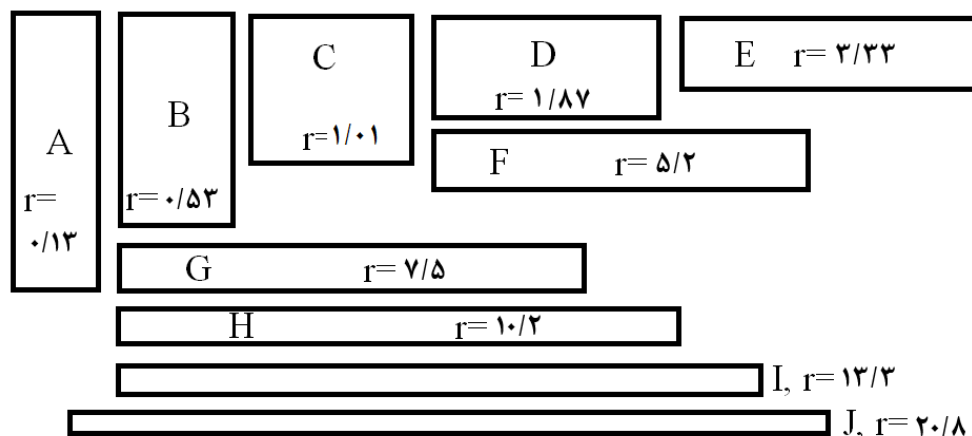 A
r=
۰/۱۳
B
r= ۰/۵۳
C
r=۱/۰۱
D
r= ۱/۸۷
E r= ۳/۳۳
F r= ۵/۲
G r= ۷/۵
H r= ۱۰/۲
I, r= ۱۳/۳
J, r= ۲۰/۸